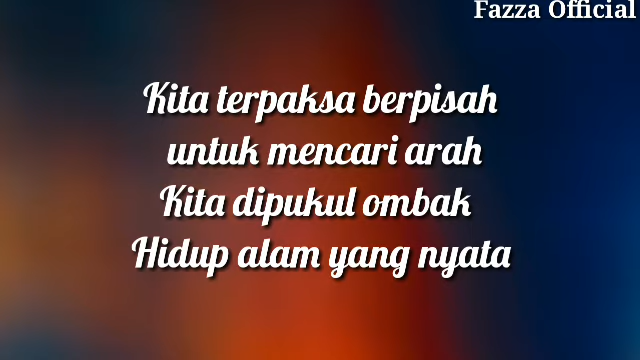 Fazza Official
Kita terpaksa berpisah
untuk mencari arah
Kita dipukul ombak
Hidup alam yang nyata